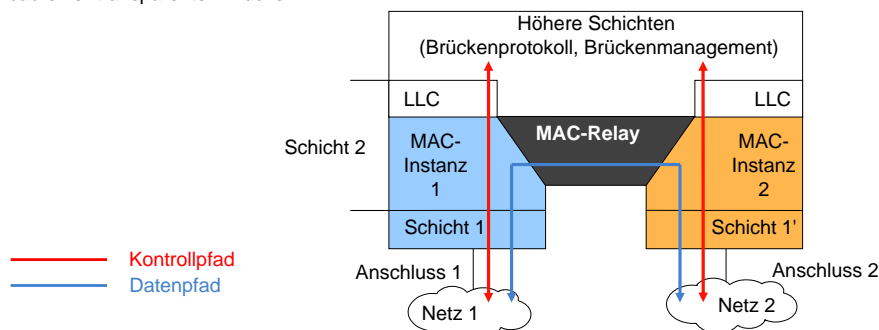 Höhere Schichten
(Brückenprotokoll, Brückenmanagement)
LLC
LLC
MAC-Relay
Schicht 2
MAC-
Instanz
1
MAC-
Instanz
2
Schicht 1
Schicht 1'
Kontrollpfad
Anschluss 1
Anschluss 2
Datenpfad
Netz 1
Netz 2